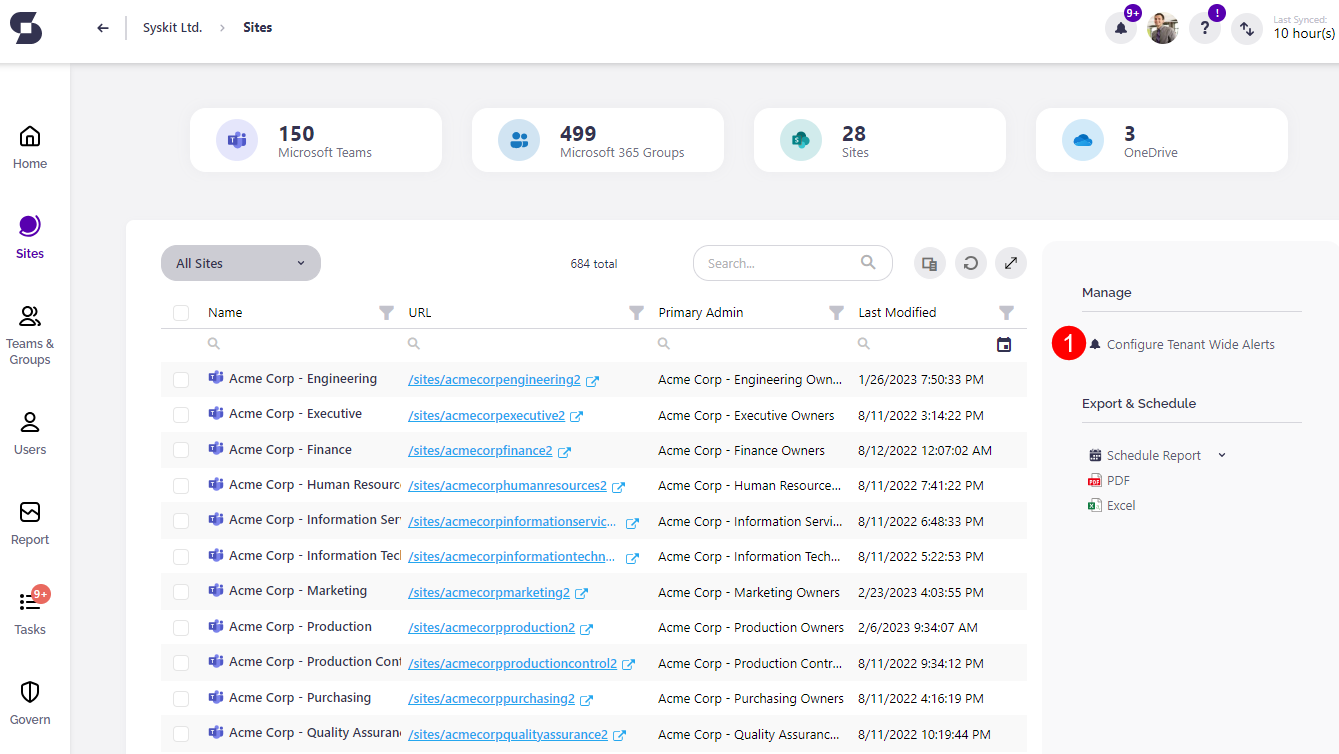 Syskit Ltd. > Sites
9+
!
?
Last Synced:
10 hour(s)
Home
Sites
Teams &
Groups
Users
Report
9+
Tasks
Govern
150
Microsoft Teams
499
Microsoft 365 Groups
28
Sites
3
OneDrive
All Sites
684 total
Search...
Name URL Primary Admin Last Modified
Acme Corp - Engineering /sites/acmecorpengineering2 Acme Corp - Engineering Own... 1/26/2023 7:50:33 PM
Acme Corp - Executive /sites/acmecorpexecutive2 Acme Corp - Executive Owners 8/11/2022 3:14:22 PM
Acme Corp - Finance /sites/acmecorpfinance2 Acme Corp - Finance Owners 8/12/2022 12:07:02 AM
Acme Corp - Human Resourc /sites/acmecorphumanresources2 Acme Corp - Human Resource... 8/11/2022 7:41:22 PM
Acme Corp - Information Ser /sites/acmecorpinformationservic... Acme Corp - Information Servi... 8/11/2022 6:48:33 PM
Acme Corp - Information Tec /sites/acmecorpinformationtechn... Acme Corp - Information Tech... 8/11/2022 5:22:53 PM
Acme Corp - Marketing /sites/acmecorpmarketing2 Acme Corp - Marketing Owners 2/23/2023 4:03:55 PM
Acme Corp - Production /sites/acmecorpproduction2 Acme Corp - Production Owners 2/6/2023 9:34:07 AM
Acme Corp - Production Cont /sites/acmecorpproductioncontrol2 Acme Corp - Production Contr... 8/11/2022 9:34:12 PM
Acme Corp - Purchasing /sites/acmecorppurchasing2 Acme Corp - Purchasing Owners 8/11/2022 4:16:19 PM
Acme Corp - Quality Assuran /sites/acmecorpqualityassurance2 Acme Corp - Quality Assuranc... 8/11/2022 10:19:44 PM
Manage
1 Configure Tenant Wide Alerts
Export & Schedule
Schedule Report
PDF
Excel